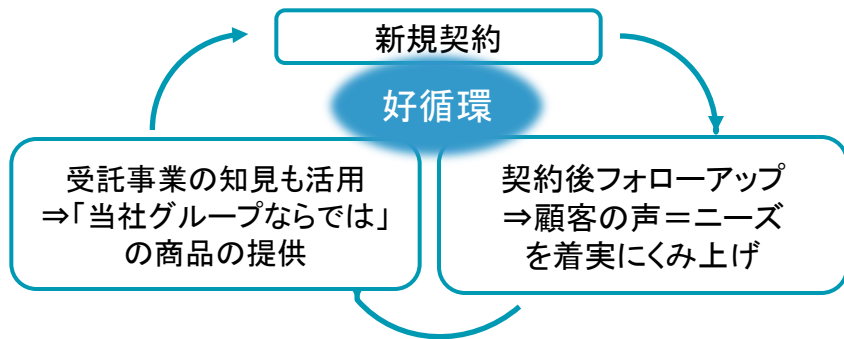 新規契約
好循環
受託事業の知見も活用
⇒「当社グループならでは」
の商品の提供
契約後フォローアップ
⇒顧客の声＝ニーズ
を着実にくみ上げ